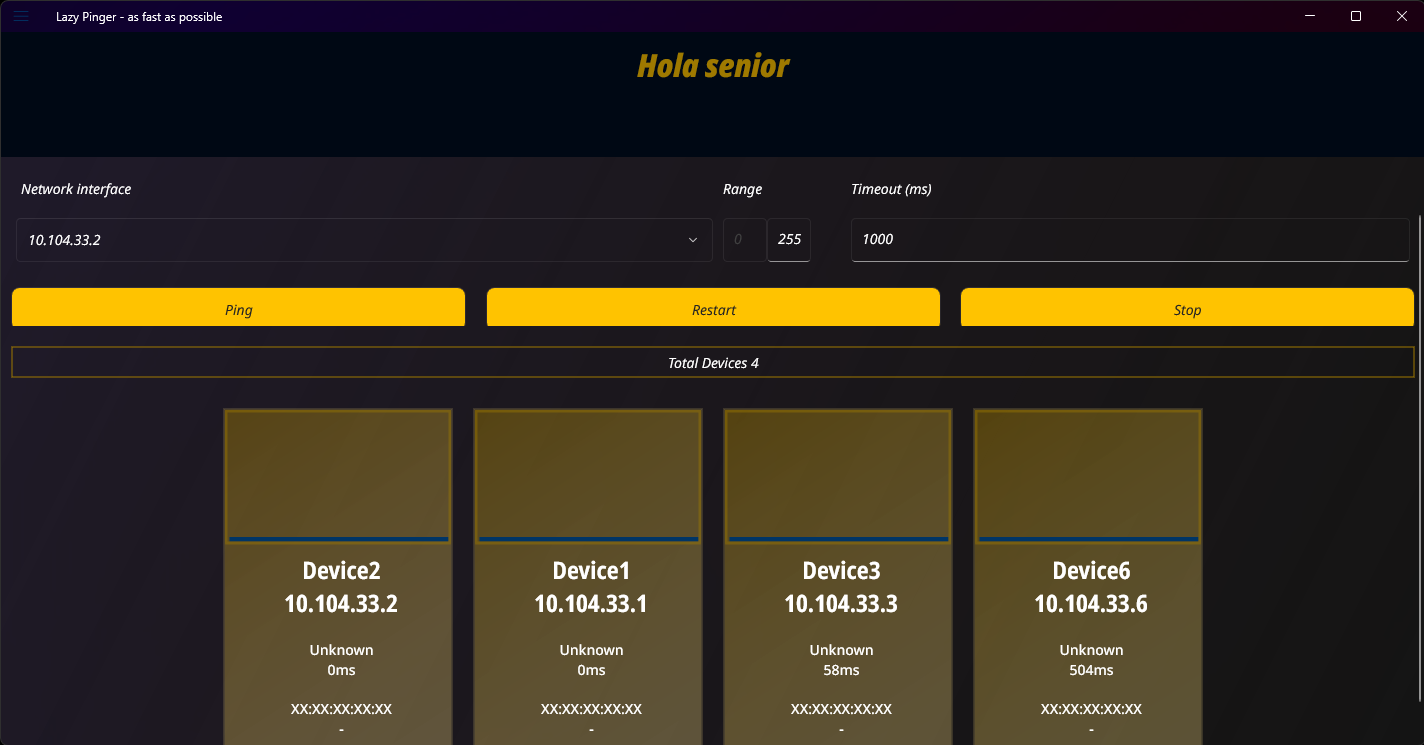 Lazy Pinger - as fast as possible
Hola senior
Network interface Range Timeout (ms)
10.104.33.2 0 255 1000
Ping Restart Stop
Total Devices 4
Device2 Device1 Device3 Device6
10.104.33.2 10.104.33.1 10.104.33.3 10.104.33.6
Unknown Unknown Unknown Unknown
0ms 0ms 58ms 504ms
XX:XX:XX:XX:XX XX:XX:XX:XX:XX XX:XX:XX:XX:XX XX:XX:XX:XX:XX
- - - -